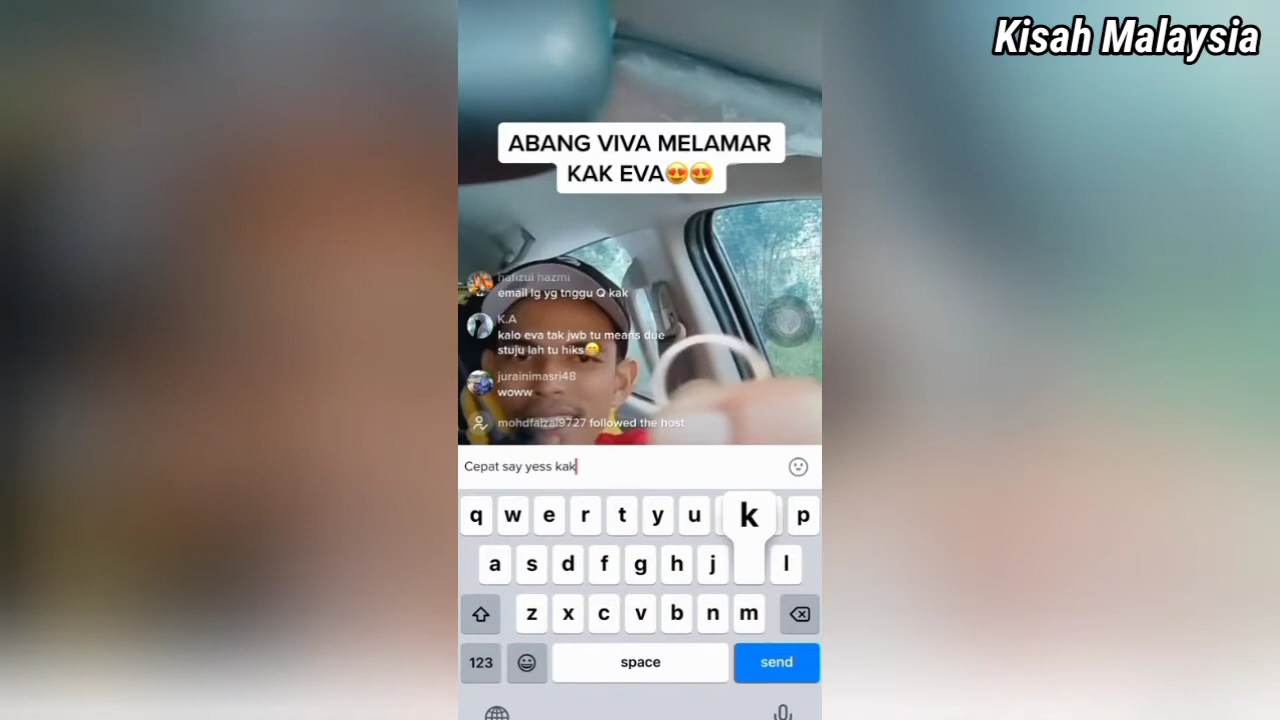 Kisah Malaysia
ABANG VIVA MELAMAR
KAK EVA😍😍
hafizul hazmi
email lg yg tnggu Q kak
K.A
kalo eva tak jwb tu means due
stuju lah tu hiks😁
jurainimasri48
woww
mohdfaizal9727 followed the host
Cepat say yess kak
q w e r t y u k p
a s d f g h j l
z x c v b n m
123 space send